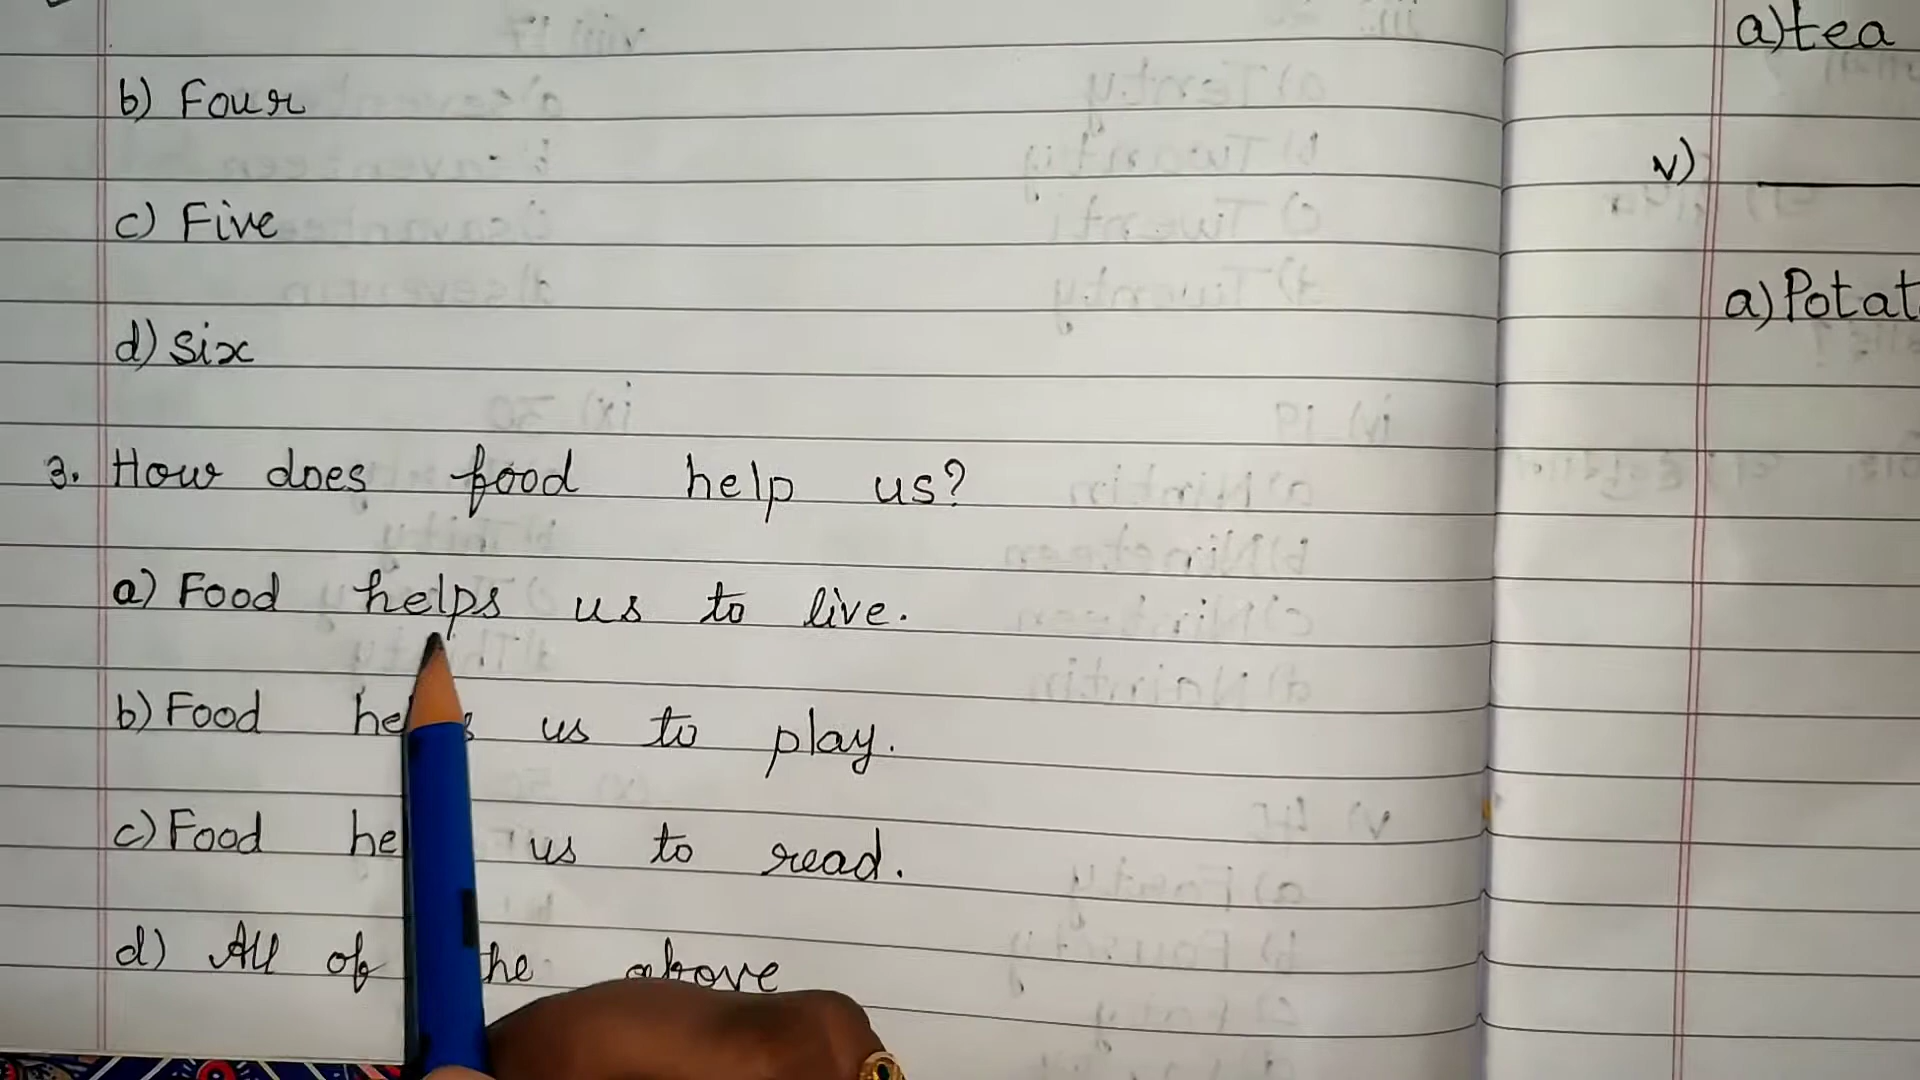 b) Four
c) Five
d) six
3. How does food help us?
a) Food helps us to live.
b) Food us to play.
c) Food us to read.
d) All of above
a) tea
v)
a) Potat